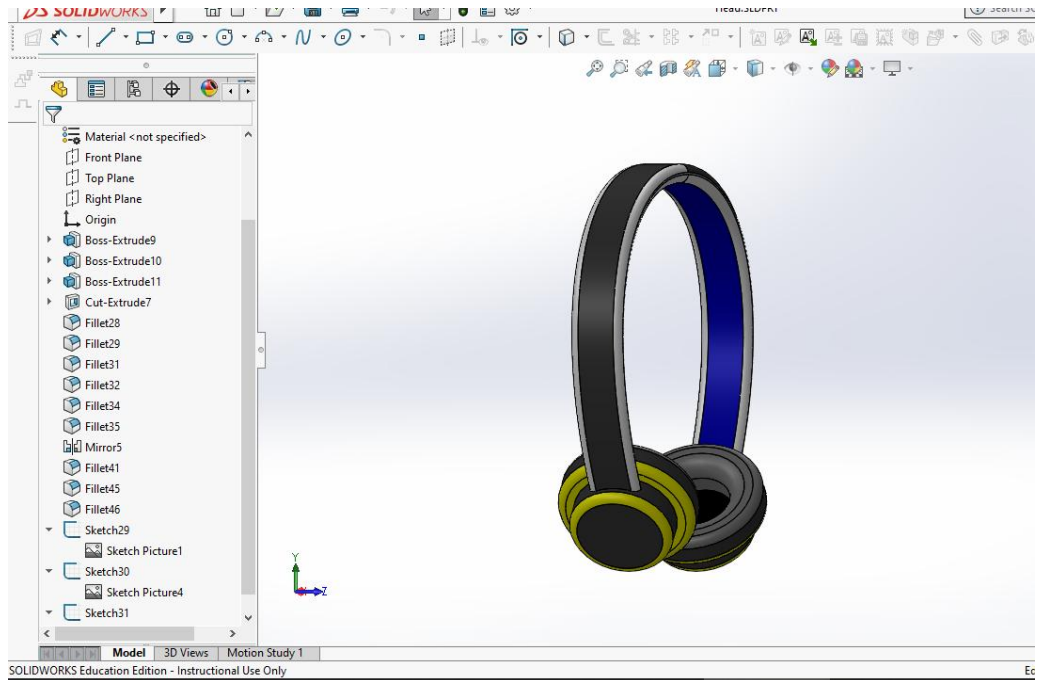 SOLIDWORKS
Head.SLDPRT
Material <not specified>
Front Plane
Top Plane
Right Plane
Origin
Boss-Extrude9
Boss-Extrude10
Boss-Extrude11
Cut-Extrude7
Fillet28
Fillet29
Fillet31
Fillet32
Fillet34
Fillet35
Mirror5
Fillet41
Fillet45
Fillet46
Sketch29
Sketch Picture1
Sketch30
Sketch Picture4
Sketch31
Y
Z
Model 3D Views Motion Study 1
SOLIDWORKS Education Edition - Instructional Use Only